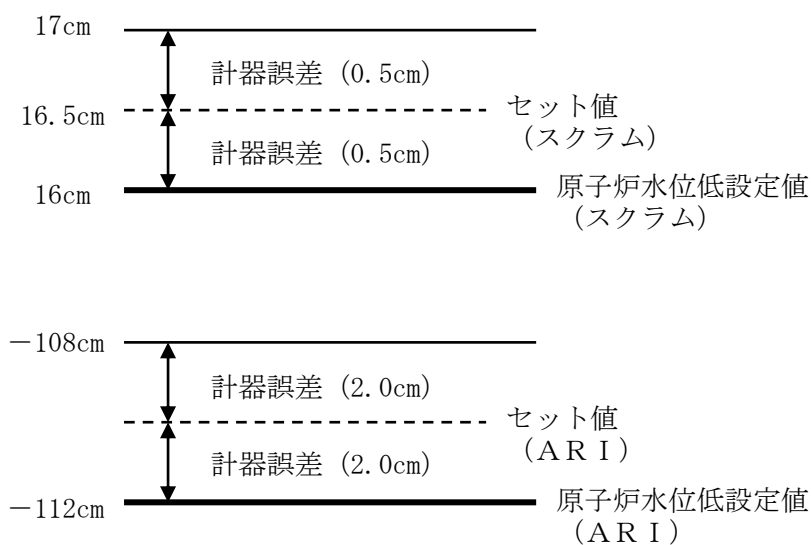 17cm
計器誤差 (0.5cm)
16.5cm
セット値
(スクラム)
計器誤差 (0.5cm)
16cm
原子炉水位低設定値
(スクラム)
－108cm
計器誤差 (2.0cm)
セット値
(ＡＲＩ)
計器誤差 (2.0cm)
－112cm
原子炉水位低設定値
(ＡＲＩ)